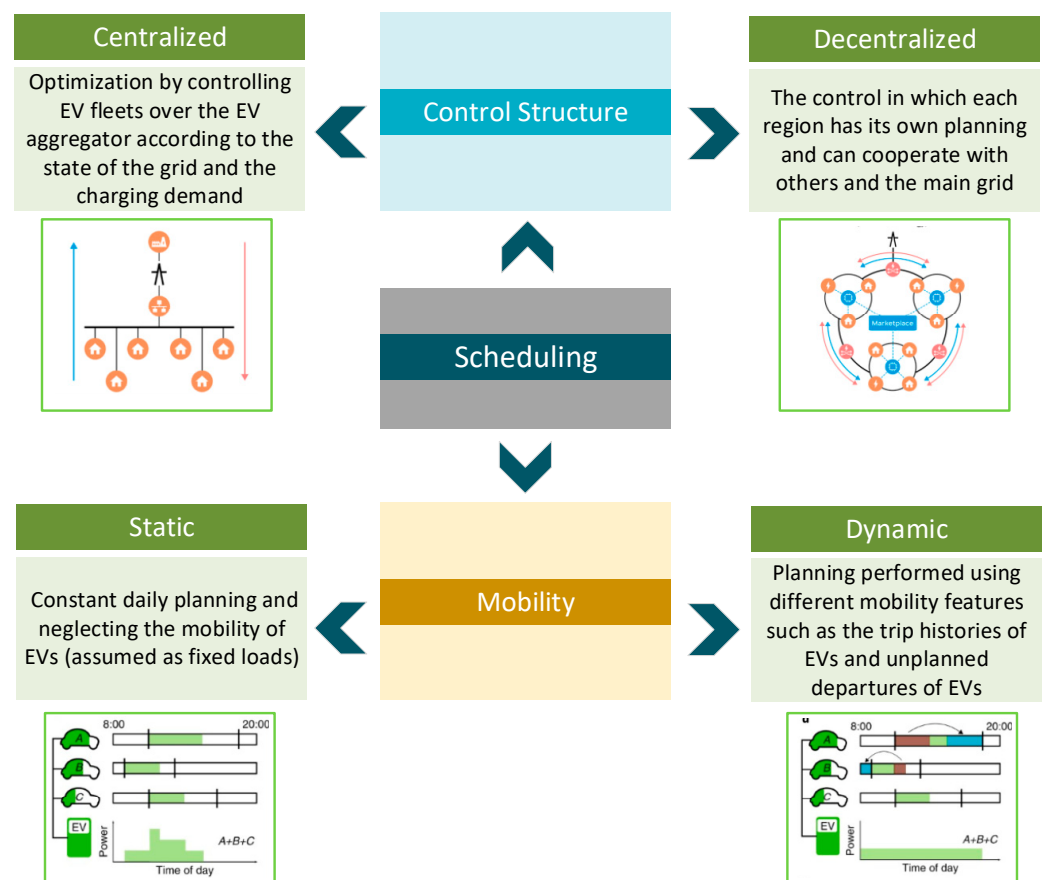 Centralized
Optimization by controlling
EV fleets over the EV
aggregator according to the
state of the grid and the
charging demand
Control Structure
Decentralized
The control in which each
region has its own planning
and can cooperate with
others and the main grid
Marketplace
Scheduling
Static
Constant daily planning and
neglecting the mobility of
EVs (assumed as fixed loads)
Mobility
Dynamic
Planning performed using
different mobility features
such as the trip histories of
EVs and unplanned
departures of EVs
8:00 20:00
A
B
C
EV
Power
A+B+C
Time of day
u
8:00 20:00
A
B
C
EV
Power
A+B+C
Time of day